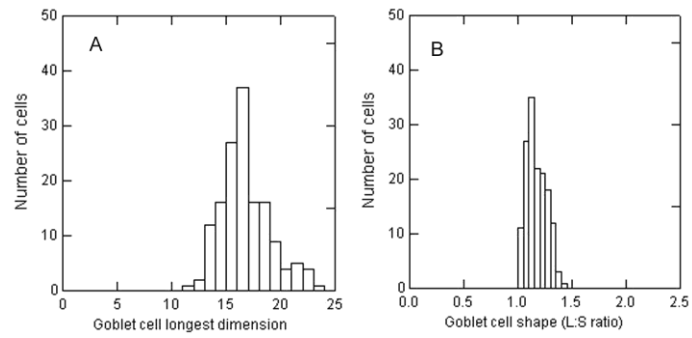 A
Number of cells
50
40
30
20
10
0
0 5 10 15 20 25
Goblet cell longest dimension
B
Number of cells
50
40
30
20
10
0
0.0 0.5 1.0 1.5 2.0 2.5
Goblet cell shape (L:S ratio)